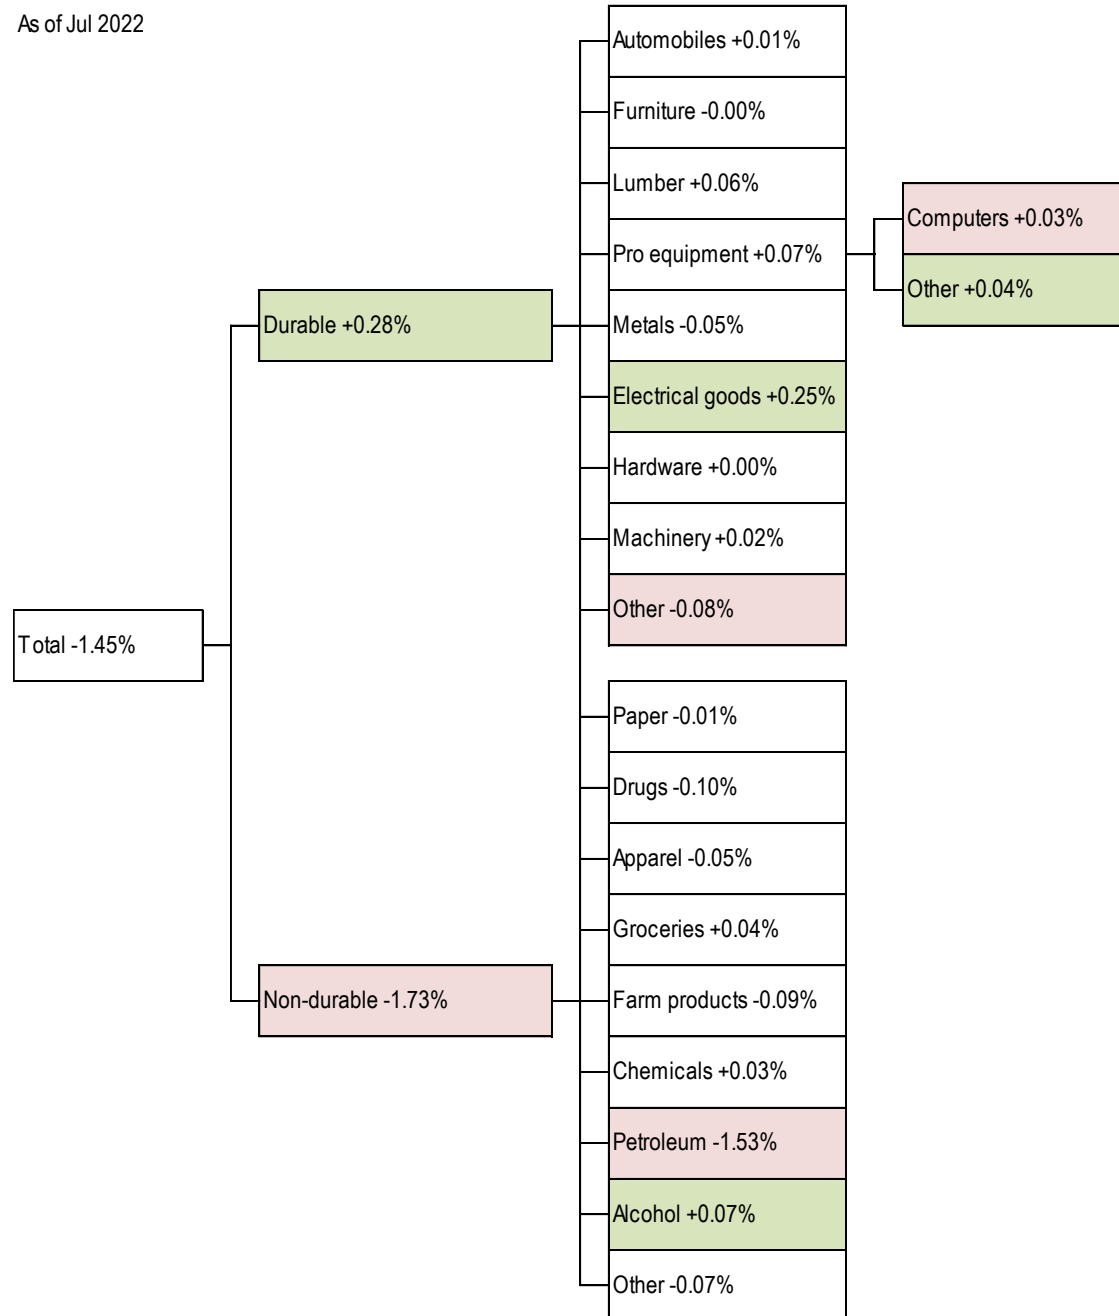 As of Jul 2022
Total -1.45%
Durable +0.28%
Non-durable -1.73%
Automobiles +0.01%
Furniture -0.00%
Lumber +0.06%
Pro equipment +0.07%
Metals -0.05%
Electrical goods +0.25%
Hardware +0.00%
Machinery +0.02%
Other -0.08%
Computers +0.03%
Other +0.04%
Paper -0.01%
Drugs -0.10%
Apparel -0.05%
Groceries +0.04%
Farm products -0.09%
Chemicals +0.03%
Petroleum -1.53%
Alcohol +0.07%
Other -0.07%